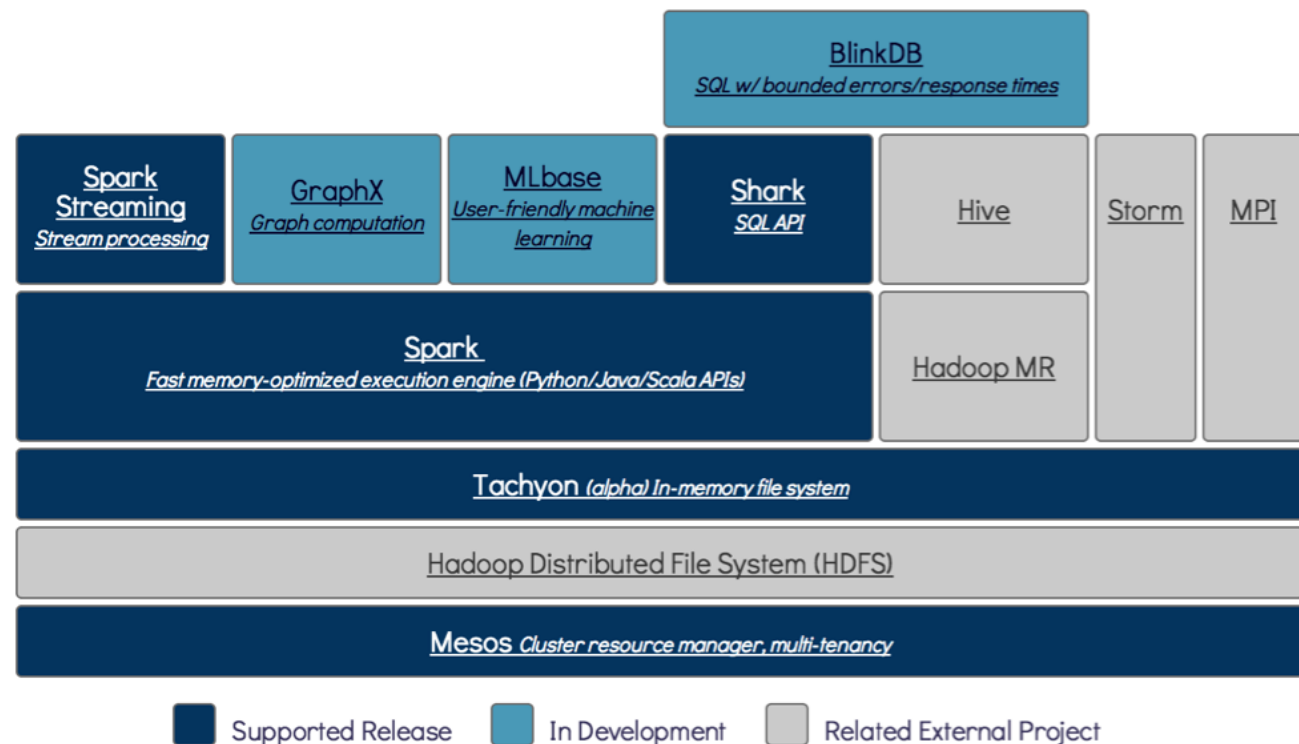 BlinkDB
SQL w/ bounded errors/response times
Spark
Streaming
Stream processing
GraphX
Graph computation
MLbase
User-friendly machine
learning
Shark
SQL API
Hive
Storm
MPI
Spark
Fast memory-optimized execution engine (Python/Java/Scala APIs)
Hadoop MR
Tachyon (alpha) In-memory file system
Hadoop Distributed File System (HDFS)
Mesos Cluster resource manager, multi-tenancy
Supported Release
In Development
Related External Project